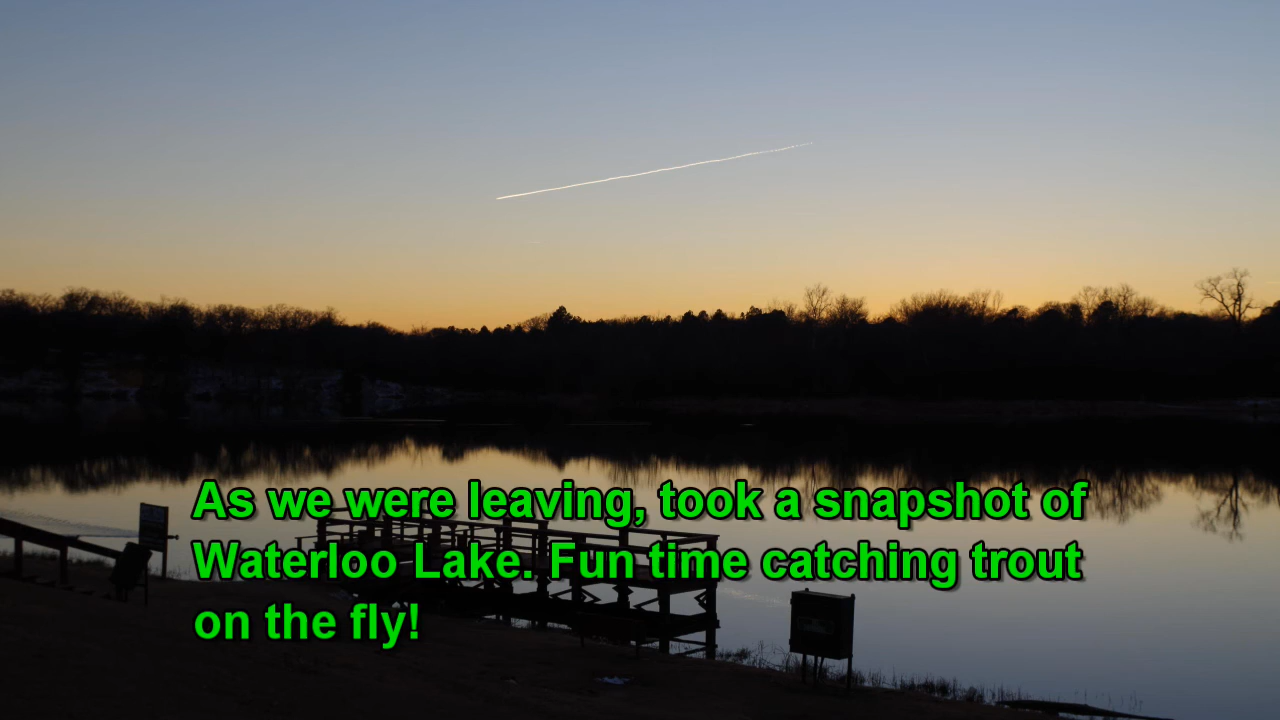 As we were leaving, took a snapshot of
Waterloo Lake. Fun time catching trout
on the fly!